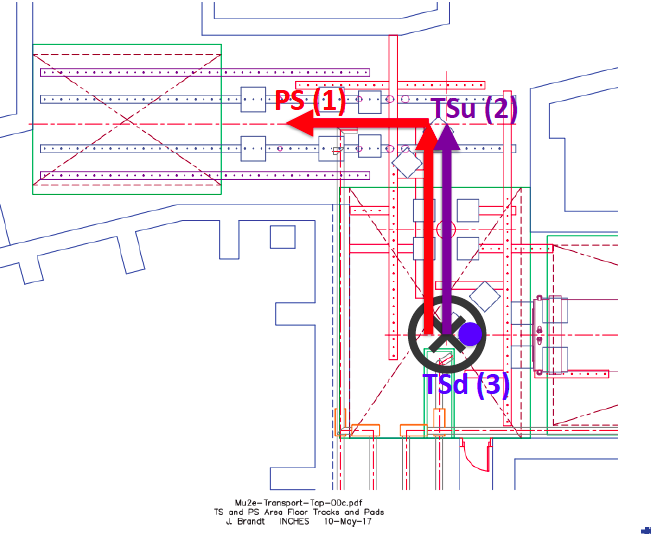 PS (1)
TSu (2)
TSd (3)
Mu2e-Transport-Top-00c.pdf
TS and PS Area Floor Tracks and Pads
J. Brandt INCHES 10-May-17